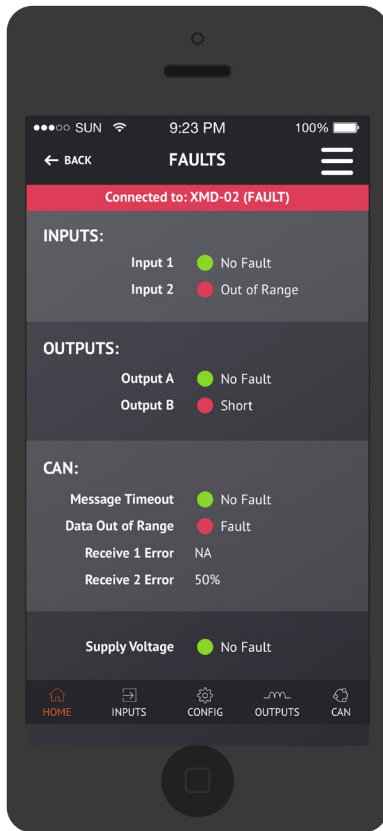 SUN 9:23 PM 100%
BACK FAULTS
Connected to: XMD-02 (FAULT)
INPUTS:
Input 1 No Fault
Input 2 Out of Range
OUTPUTS:
Output A No Fault
Output B Short
CAN:
Message Timeout No Fault
Data Out of Range Fault
Receive 1 Error NA
Receive 2 Error 50%
Supply Voltage No Fault
HOME INPUTS CONFIG OUTPUTS CAN